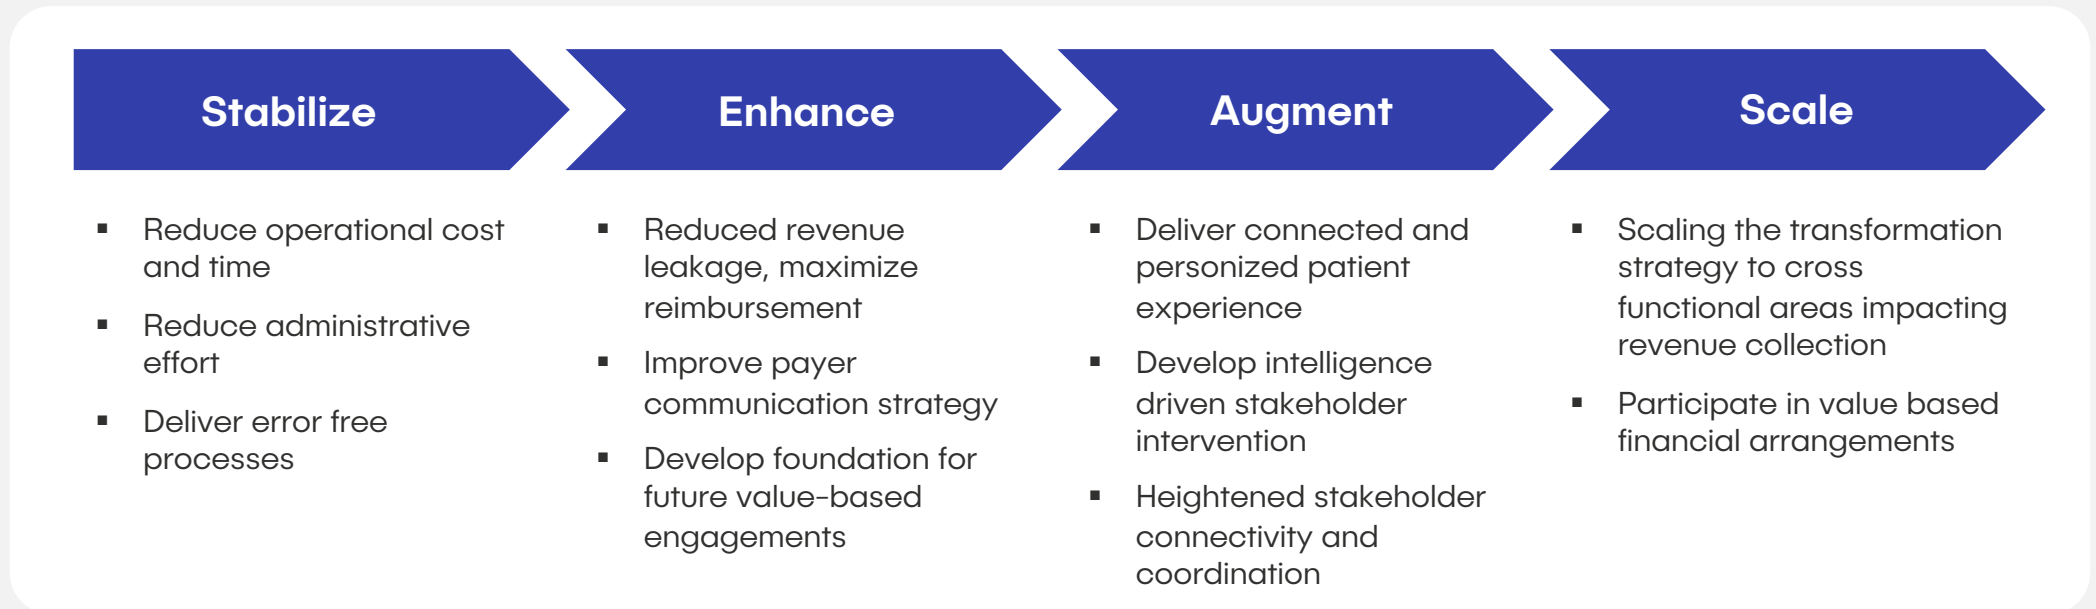 Stabilize
Enhance
Augment
Scale
▪ Reduce operational cost
and time
▪ Reduce administrative
effort
▪ Deliver error free
processes
▪ Reduced revenue
leakage, maximize
reimbursement
▪ Improve payer
communication strategy
▪ Develop foundation for
future value-based
engagements
▪ Deliver connected and
personized patient
experience
▪ Develop intelligence
driven stakeholder
intervention
▪ Heightened stakeholder
connectivity and
coordination
▪ Scaling the transformation
strategy to cross
functional areas impacting
revenue collection
▪ Participate in value based
financial arrangements